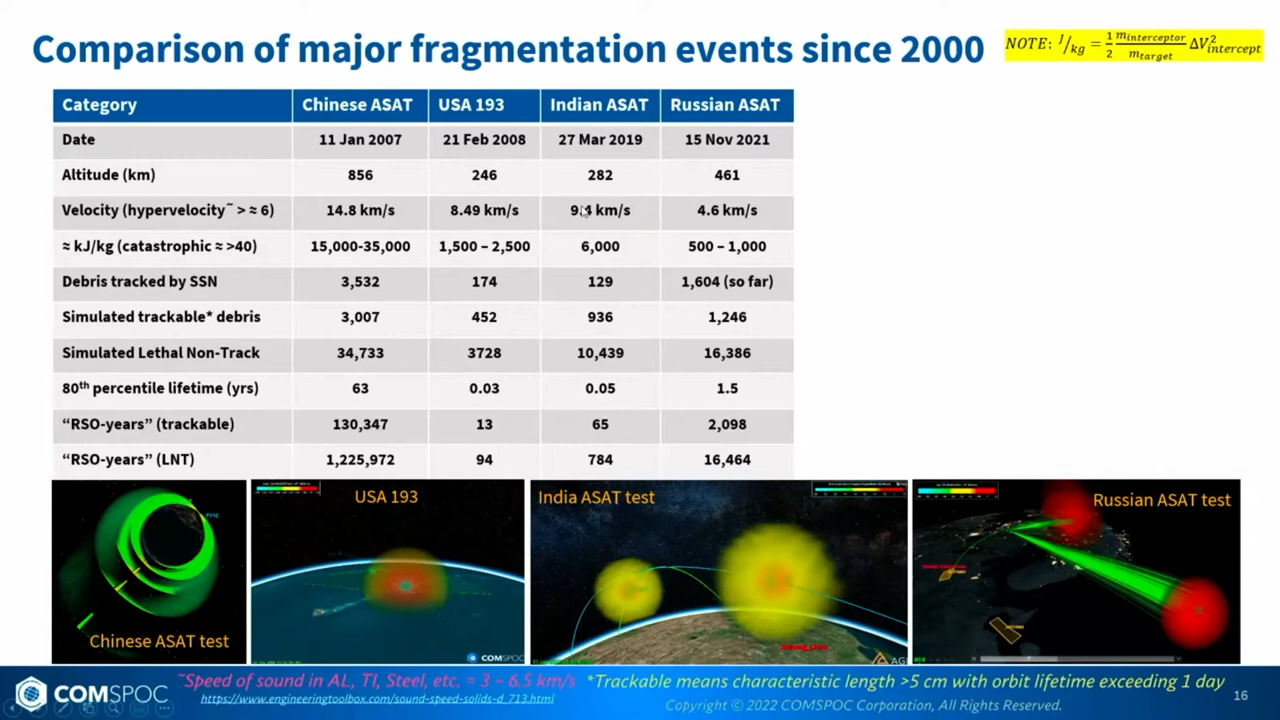 Comparison of major fragmentation events since 2000
NOTE: J/kg = 1/2 m_interceptor/m_target ΔV²_intercept
Category Chinese ASAT USA 193 Indian ASAT Russian ASAT
Date 11 Jan 2007 21 Feb 2008 27 Mar 2019 15 Nov 2021
Altitude (km) 856 246 282 461
Velocity (hypervelocity~ > ≈ 6) 14.8 km/s 8.49 km/s 9.4 km/s 4.6 km/s
≈ kJ/kg (catastrophic ≈ >40) 15,000-35,000 1,500 – 2,500 6,000 500 – 1,000
Debris tracked by SSN 3,532 174 129 1,604 (so far)
Simulated trackable* debris 3,007 452 936 1,246
Simulated Lethal Non-Track 34,733 3728 10,439 16,386
80th percentile lifetime (yrs) 63 0.03 0.05 1.5
“RSO-years” (trackable) 130,347 13 65 2,098
“RSO-years” (LNT) 1,225,972 94 784 16,464
Chinese ASAT test
USA 193
COMSPOC
India ASAT test
AGI
Russian ASAT test
COMSPOC
~Speed of sound in AL, TI, Steel, etc. = 3 – 6.5 km/s
https://www.engineeringtoolbox.com/sound-speed-solids-d_713.html
*Trackable means characteristic length >5 cm with orbit lifetime exceeding 1 day
Copyright © 2022 COMSPOC Corporation, All Rights Reserved.
16